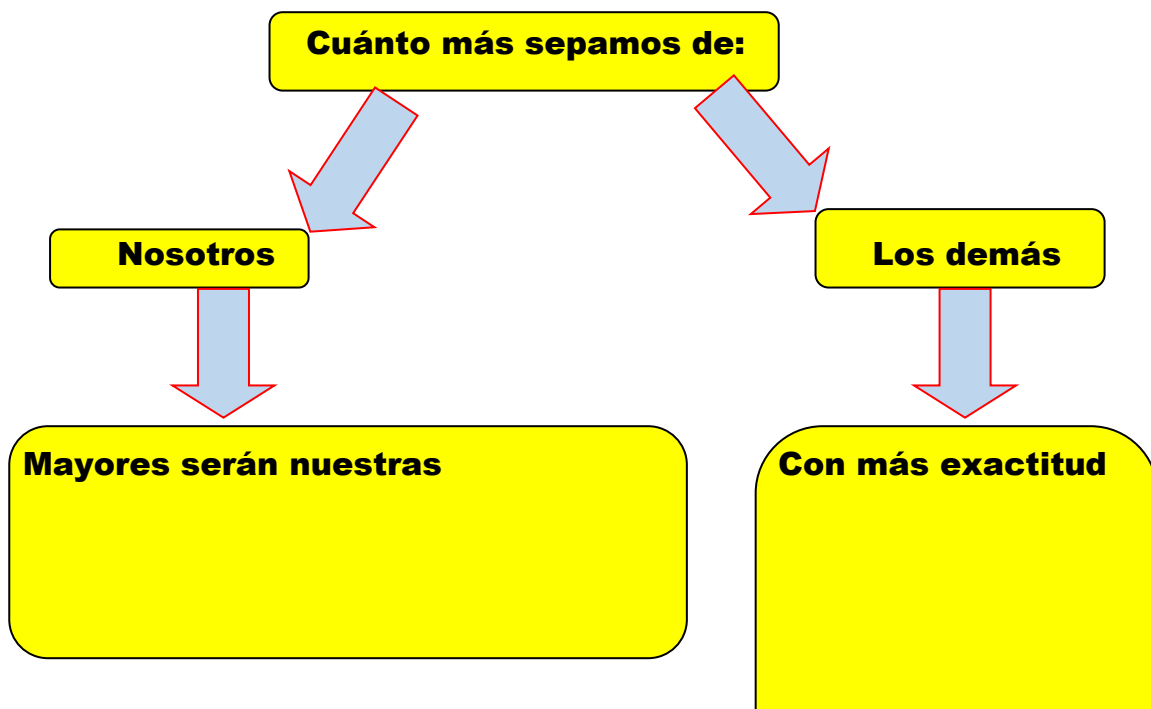 Cuánto más sepamos de:
Nosotros
Los demás
Mayores serán nuestras
Con más exactitud